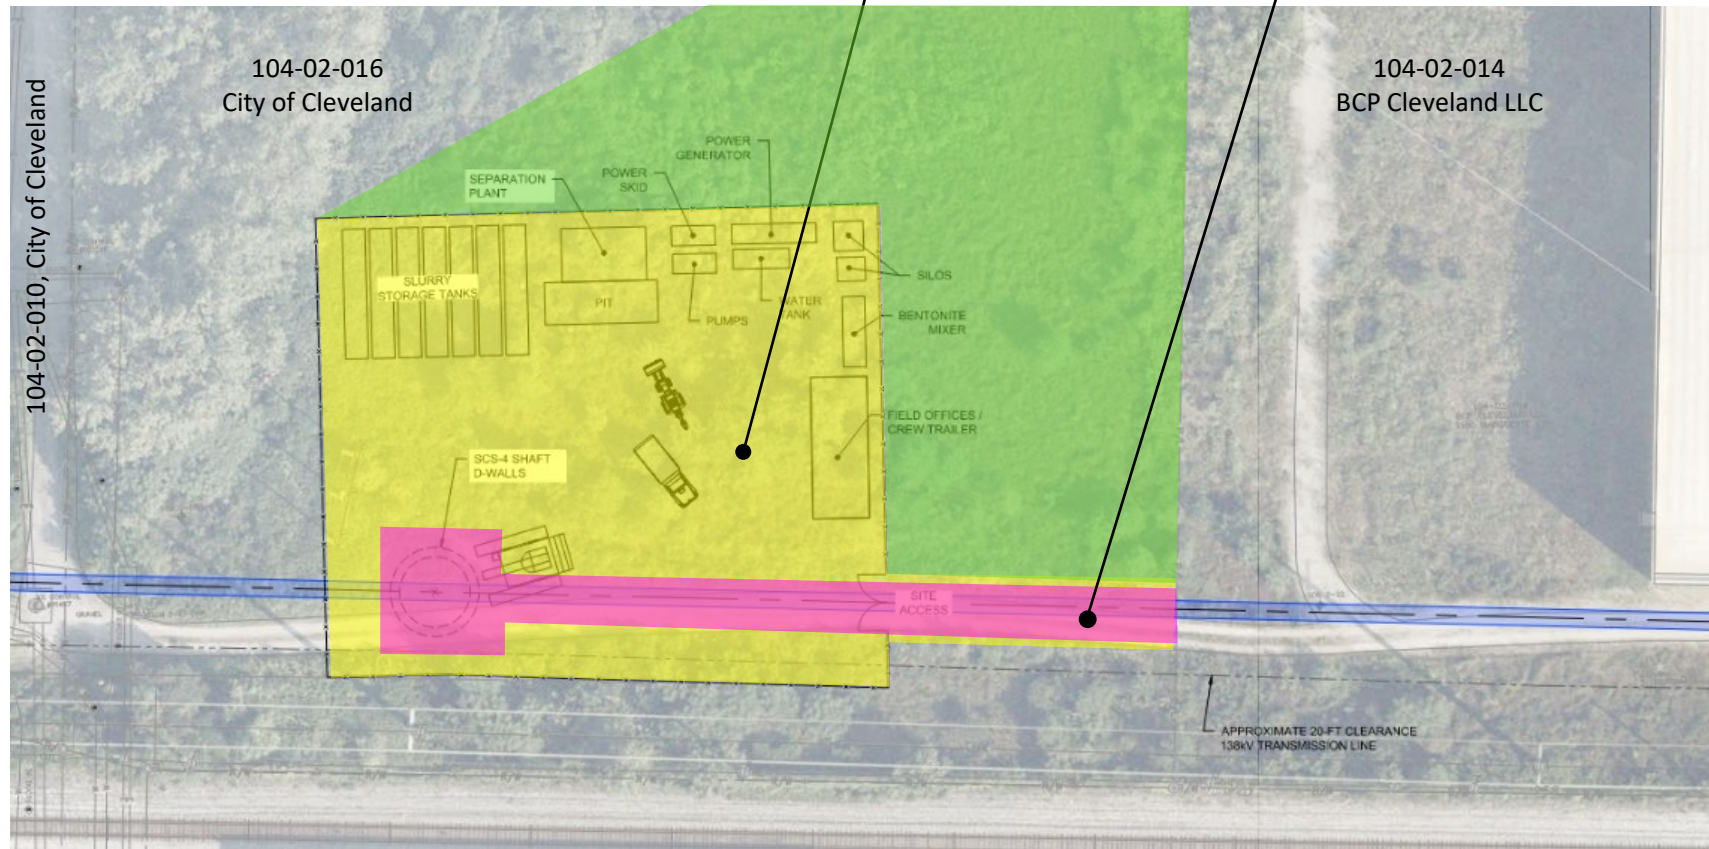 104-02-016
City of Cleveland
104-02-014
BCP Cleveland LLC
104-02-010, City of Cleveland
POWER
GENERATOR
SEPARATION
PLANT
POWER
SKID
SLURRY
STORAGE TANKS
PIT
PUMPS
WATER
TANK
SILOS
BENTONITE
MIXER
FIELD OFFICES /
CREW TRAILER
SCS-4 SHAFT
D-WALLS
SITE
ACCESS
GRAVEL
APPROXIMATE 20-FT CLEARANCE
138kV TRANSMISSION LINE
R/W
R/W
R/W
R/W
R/W
R/W